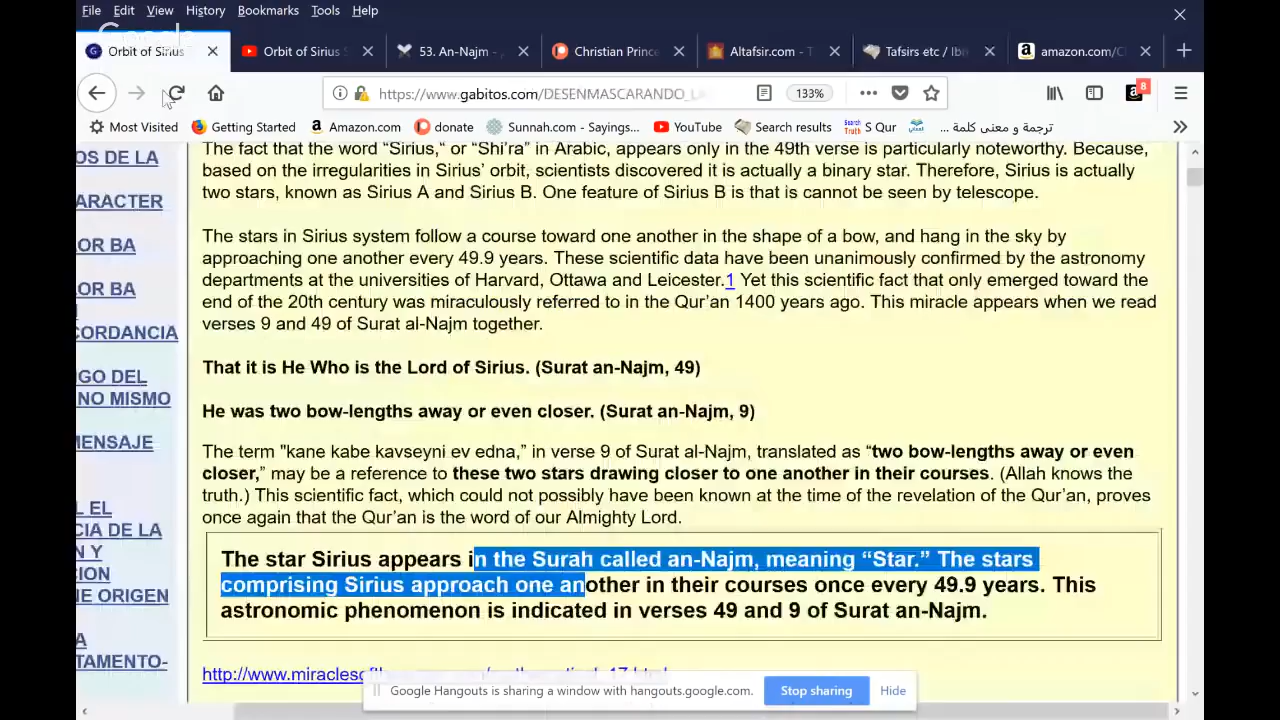 File Edit View History Bookmarks Tools Help
Google
Orbit of Sirius
Orbit of Sirius
53. An-Najm -
Christian Prince
Altafsir.com - T
Tafsirs etc / Ib
amazon.com/C
https://www.gabitos.com/DESENMASCARANDO_LA
133%
8
Most Visited Getting Started Amazon.com donate Sunnah.com - Sayings... YouTube Search results S Qur ترجمة و معنى كلمة ...
OS DE LA
ARACTER
OR BA
OR BA
CORDANCIA
GO DEL
NO MISMO
MENSAJE
L EL
CIA DE LA
N Y
CION
E ORIGEN
A
TAMENTO-
The fact that the word “Sirius,” or “Shi’ra” in Arabic, appears only in the 49th verse is particularly noteworthy. Because,
based on the irregularities in Sirius’ orbit, scientists discovered it is actually a binary star. Therefore, Sirius is actually
two stars, known as Sirius A and Sirius B. One feature of Sirius B is that is cannot be seen by telescope.
The stars in Sirius system follow a course toward one another in the shape of a bow, and hang in the sky by
approaching one another every 49.9 years. These scientific data have been unanimously confirmed by the astronomy
departments at the universities of Harvard, Ottawa and Leicester.1 Yet this scientific fact that only emerged toward the
end of the 20th century was miraculously referred to in the Qur’an 1400 years ago. This miracle appears when we read
verses 9 and 49 of Surat al-Najm together.
That it is He Who is the Lord of Sirius. (Surat an-Najm, 49)
He was two bow-lengths away or even closer. (Surat an-Najm, 9)
The term "kane kabe kavseyni ev edna,” in verse 9 of Surat al-Najm, translated as “two bow-lengths away or even
closer,” may be a reference to these two stars drawing closer to one another in their courses. (Allah knows the
truth.) This scientific fact, which could not possibly have been known at the time of the revelation of the Qur’an, proves
once again that the Qur’an is the word of our Almighty Lord.
The star Sirius appears in the Surah called an-Najm, meaning “Star.” The stars
comprising Sirius approach one another in their courses once every 49.9 years. This
astronomic phenomenon is indicated in verses 49 and 9 of Surat an-Najm.
Google Hangouts is sharing a window with hangouts.google.com. Stop sharing Hide